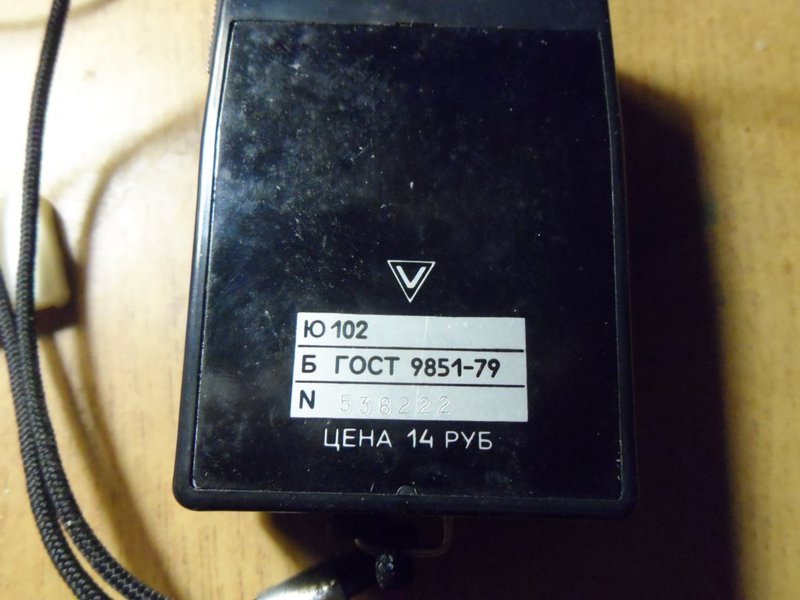 V
Ю 102
Б ГОСТ 9851-79
N 538222
ЦЕНА 14 РУБ